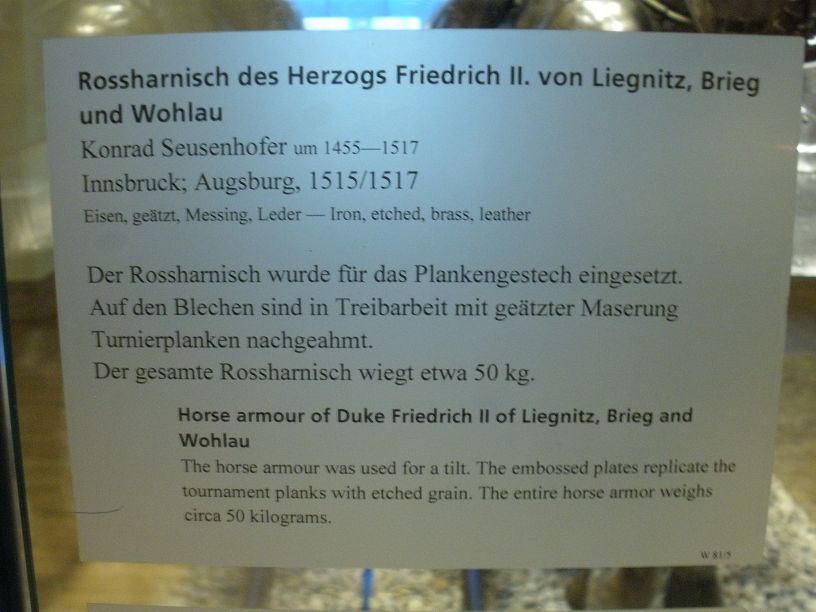 Rossharnisch des Herzogs Friedrich II. von Liegnitz, Brieg
und Wohlau
Konrad Seusenhofer um 1455—1517
Innsbruck; Augsburg, 1515/1517
Eisen, geätzt, Messing, Leder — Iron, etched, brass, leather
Der Rossharnisch wurde für das Plankengestech eingesetzt.
Auf den Blechen sind in Treibarbeit mit geätzter Maserung
Turnierplanken nachgeahmt.
Der gesamte Rossharnisch wiegt etwa 50 kg.
Horse armour of Duke Friedrich II of Liegnitz, Brieg and
Wohlau
The horse armour was used for a tilt. The embossed plates replicate the
tournament planks with etched grain. The entire horse armor weighs
circa 50 kilograms.
W 81/5